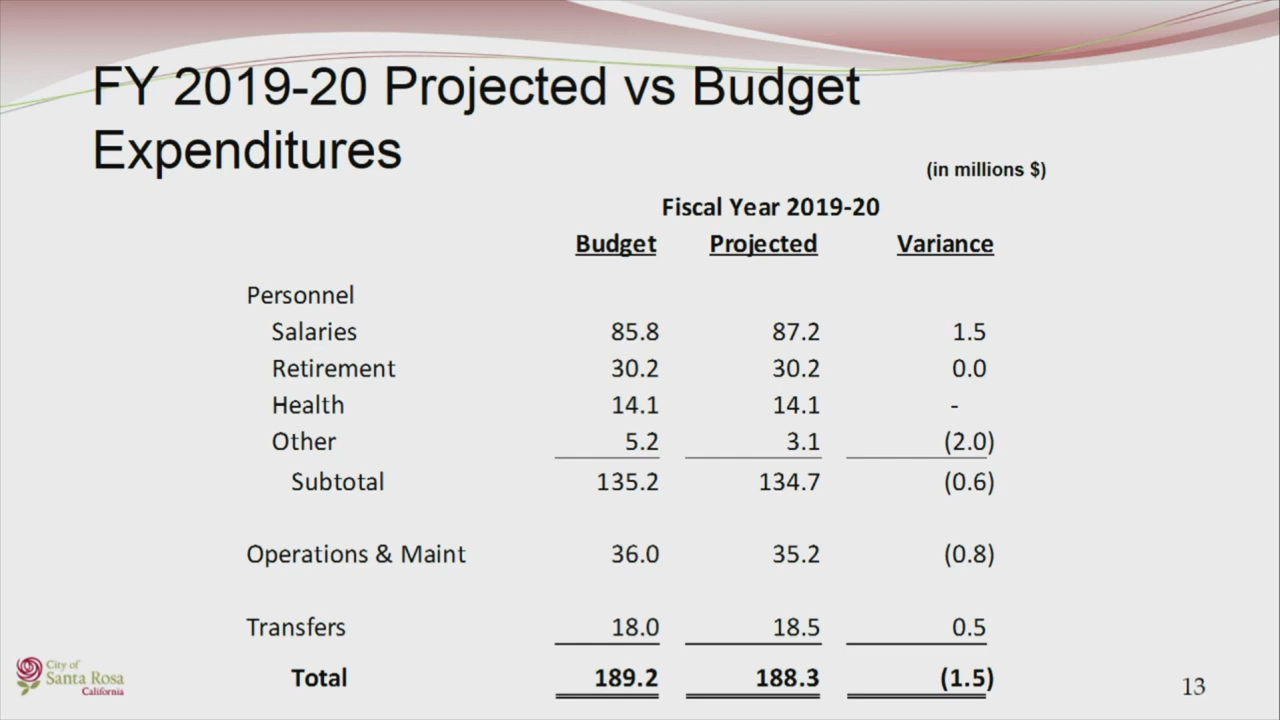 FY 2019-20 Projected vs Budget
Expenditures
(in millions $)
Fiscal Year 2019-20
Budget Projected Variance
Personnel
Salaries 85.8 87.2 1.5
Retirement 30.2 30.2 0.0
Health 14.1 14.1 -
Other 5.2 3.1 (2.0)
Subtotal 135.2 134.7 (0.6)
Operations & Maint 36.0 35.2 (0.8)
Transfers 18.0 18.5 0.5
Total 189.2 188.3 (1.5)
City of
Santa Rosa
California
13